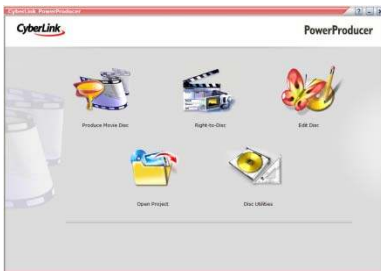 CyberLink PowerProducer
CyberLink
PowerProducer
Produce Movie Disc
Right-to-Disc
Edit Disc
Open Project
Disc Utilities